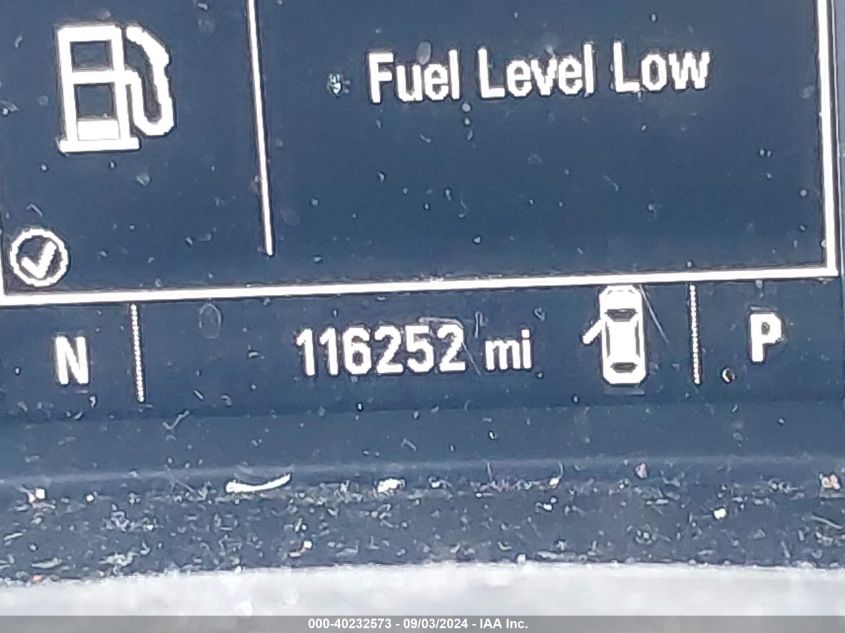 Fuel Level Low
N 116252 mi P
000-40232573 - 09/03/2024 - IAA Inc.